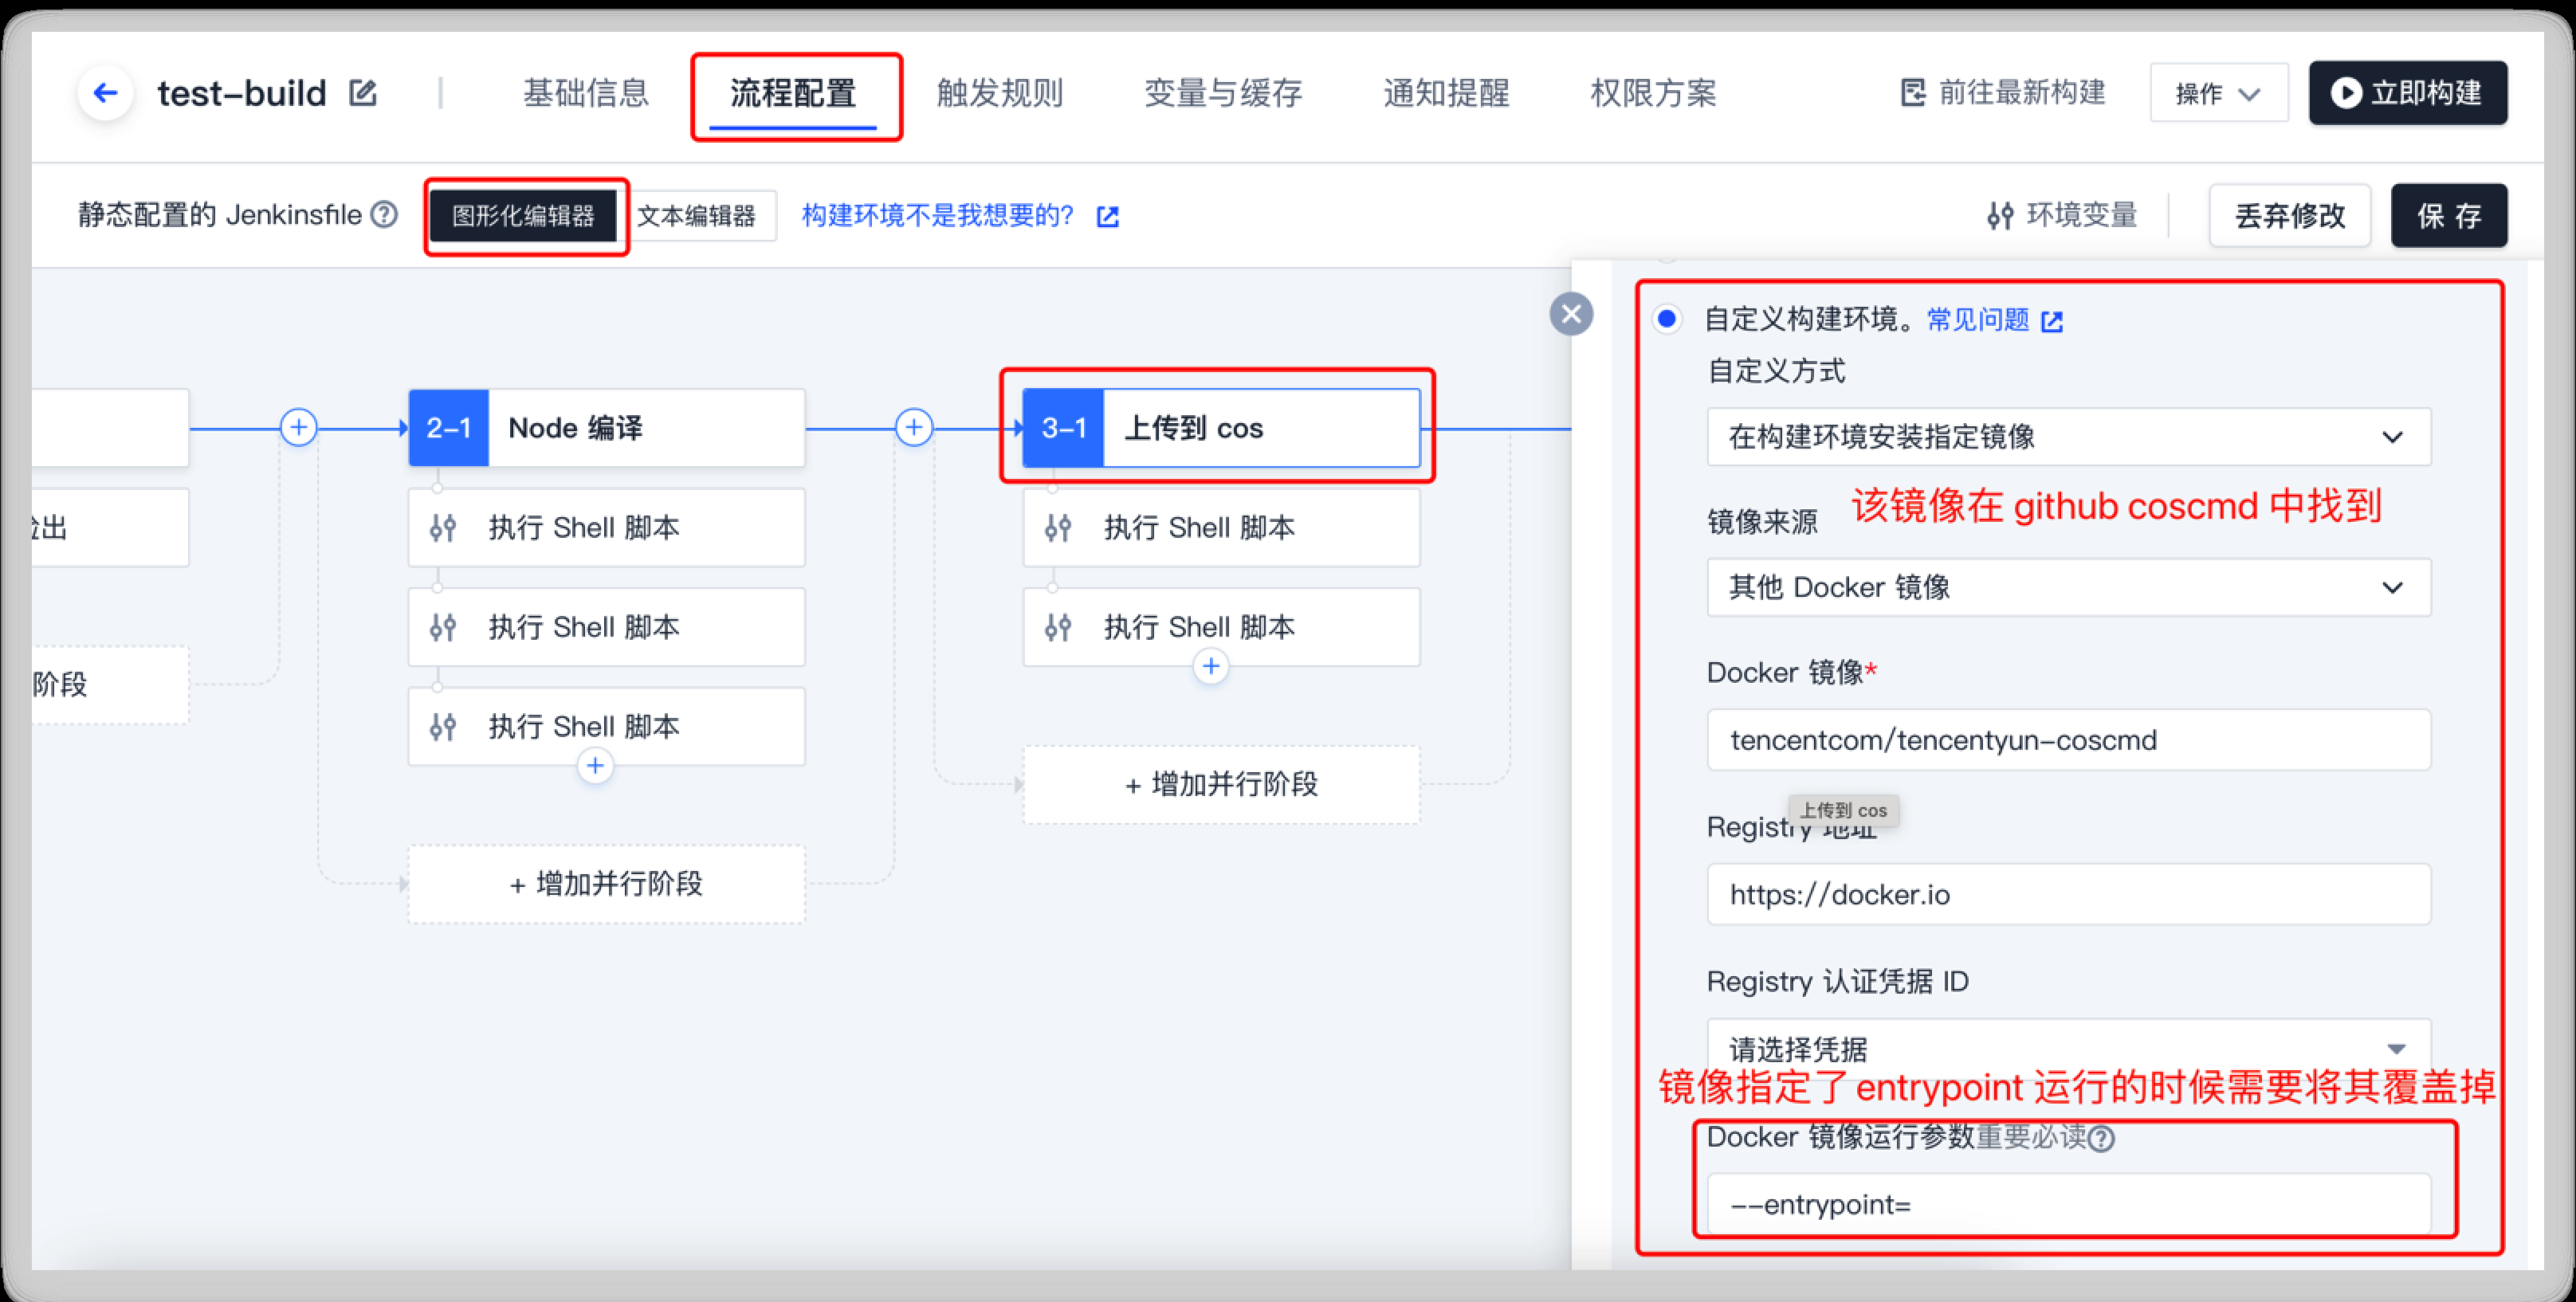 test-build
基础信息
流程配置
触发规则
变量与缓存
通知提醒
权限方案
前往最新构建
操作
立即构建
静态配置的 Jenkinsfile
图形化编辑器
文本编辑器
构建环境不是我想要的?
环境变量
丢弃修改
保 存
出
阶段
2-1
Node 编译
执行 Shell 脚本
执行 Shell 脚本
执行 Shell 脚本
+ 增加并行阶段
3-1
上传到 cos
执行 Shell 脚本
执行 Shell 脚本
+ 增加并行阶段
自定义构建环境。常见问题
自定义方式
在构建环境安装指定镜像
该镜像在 github coscmd 中找到
镜像来源
其他 Docker 镜像
Docker 镜像*
tencentcom/tencentyun-coscmd
上传到 cos
Registry 地址
https://docker.io
Registry 认证凭据 ID
请选择凭据
镜像指定了 entrypoint 运行的时候需要将其覆盖掉
Docker 镜像运行参数重要必读?
--entrypoint=